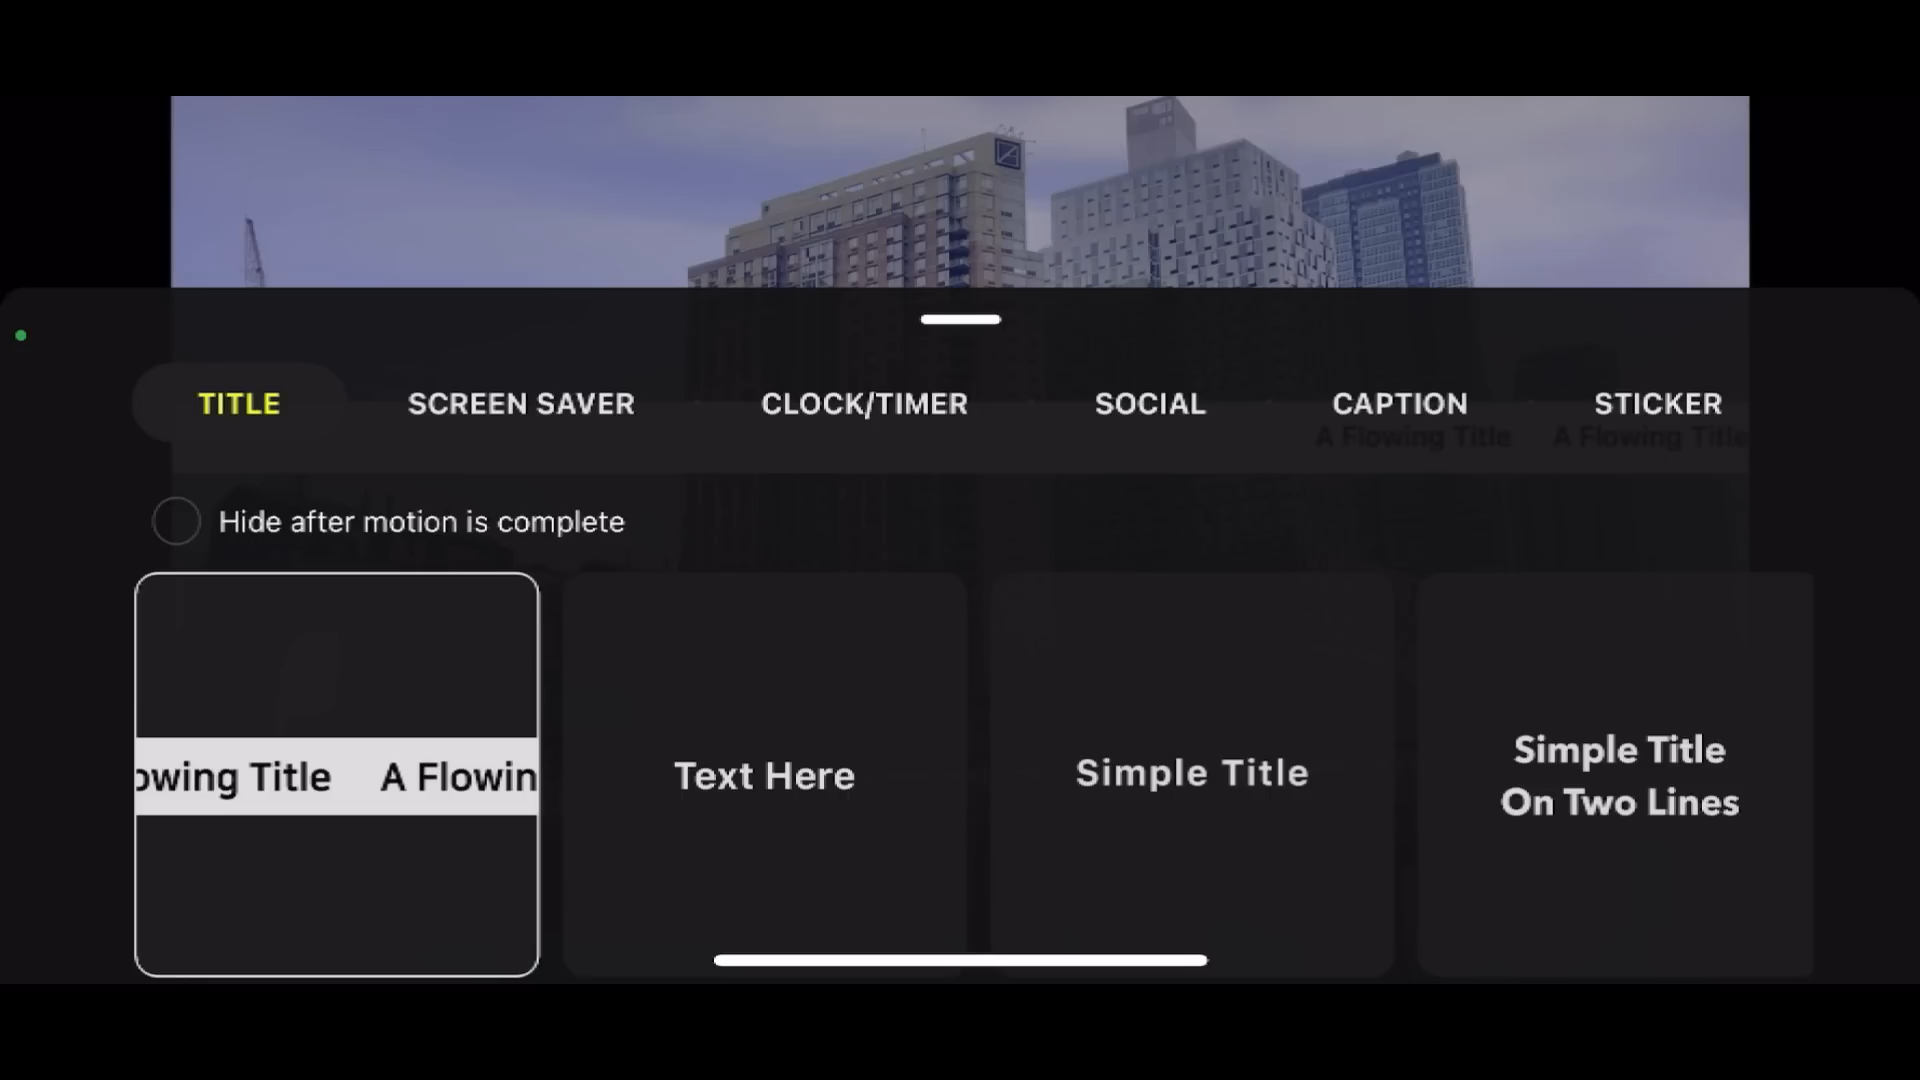 TITLE
SCREEN SAVER
CLOCK/TIMER
SOCIAL
CAPTION
STICKER
A Flowing Title A Flowing Title
Hide after motion is complete
owing Title A Flowin
Text Here
Simple Title
Simple Title
On Two Lines